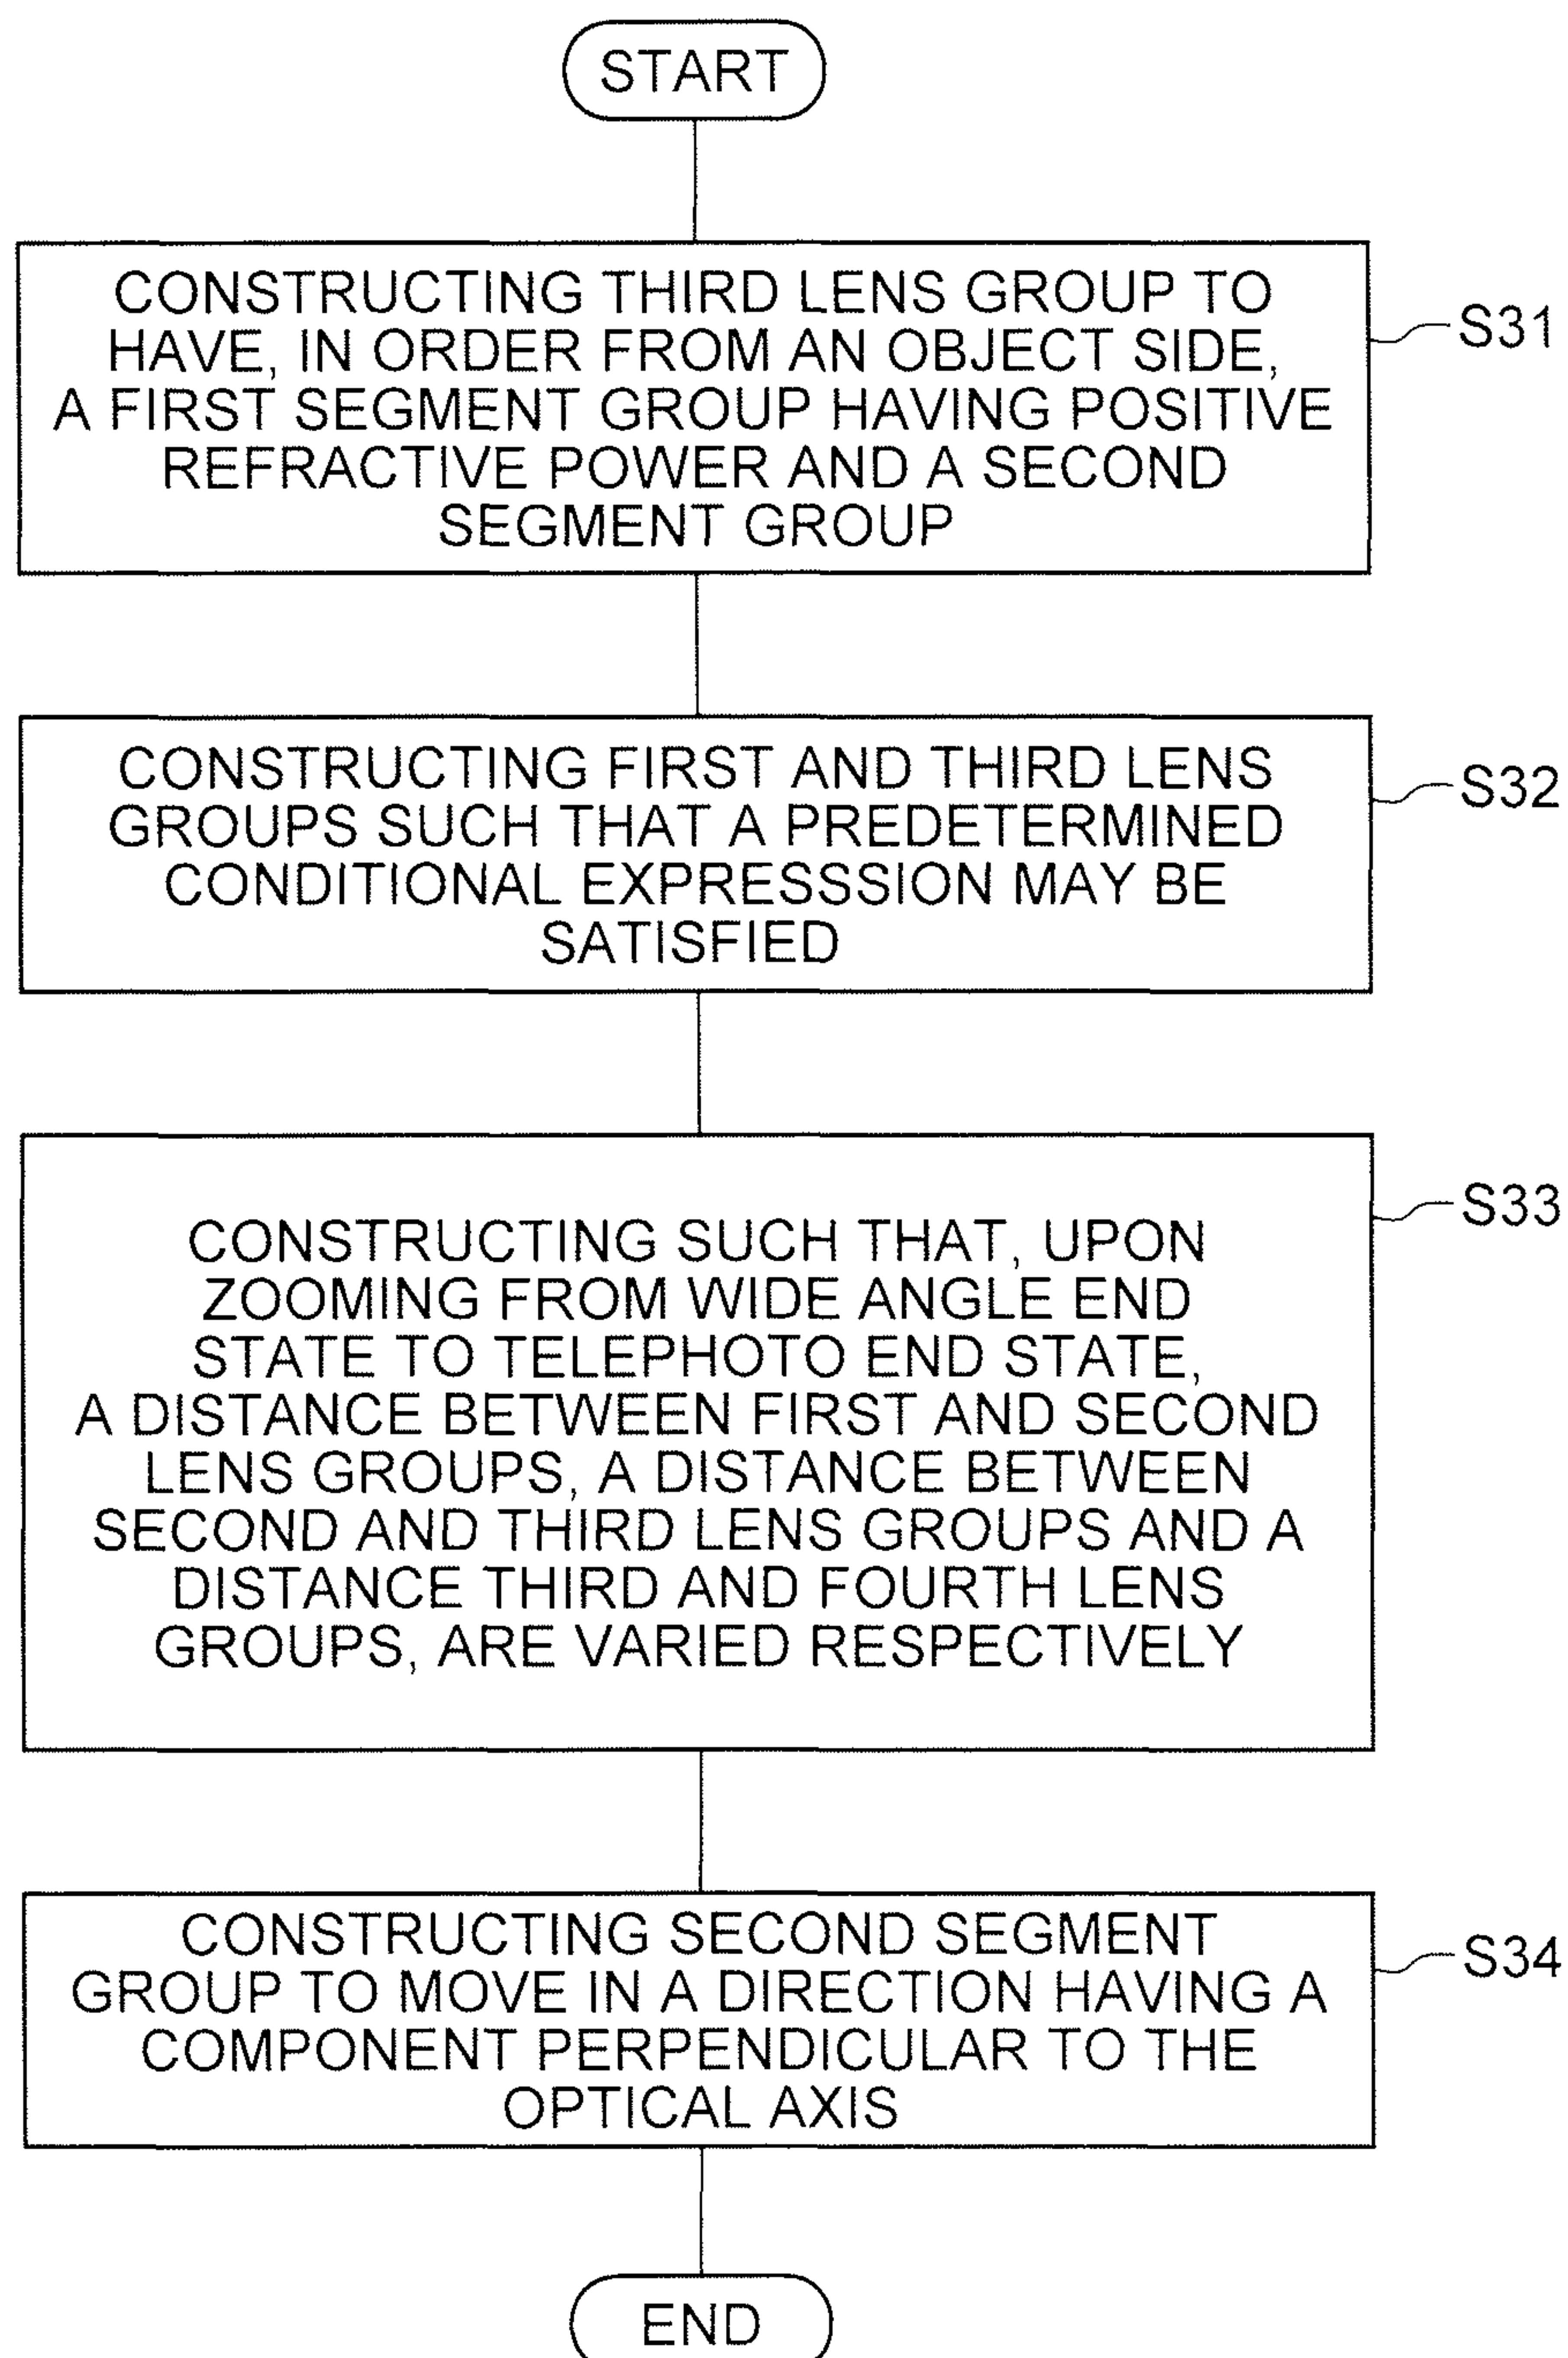 START
CONSTRUCTING THIRD LENS GROUP TO
HAVE, IN ORDER FROM AN OBJECT SIDE,
A FIRST SEGMENT GROUP HAVING POSITIVE
REFRACTIVE POWER AND A SECOND
SEGMENT GROUP
S31
CONSTRUCTING FIRST AND THIRD LENS
GROUPS SUCH THAT A PREDETERMINED
CONDITIONAL EXPRESSSION MAY BE
SATISFIED
S32
CONSTRUCTING SUCH THAT, UPON
ZOOMING FROM WIDE ANGLE END
STATE TO TELEPHOTO END STATE,
A DISTANCE BETWEEN FIRST AND SECOND
LENS GROUPS, A DISTANCE BETWEEN
SECOND AND THIRD LENS GROUPS AND A
DISTANCE THIRD AND FOURTH LENS
GROUPS, ARE VARIED RESPECTIVELY
S33
CONSTRUCTING SECOND SEGMENT
GROUP TO MOVE IN A DIRECTION HAVING A
COMPONENT PERPENDICULAR TO THE
OPTICAL AXIS
S34
END